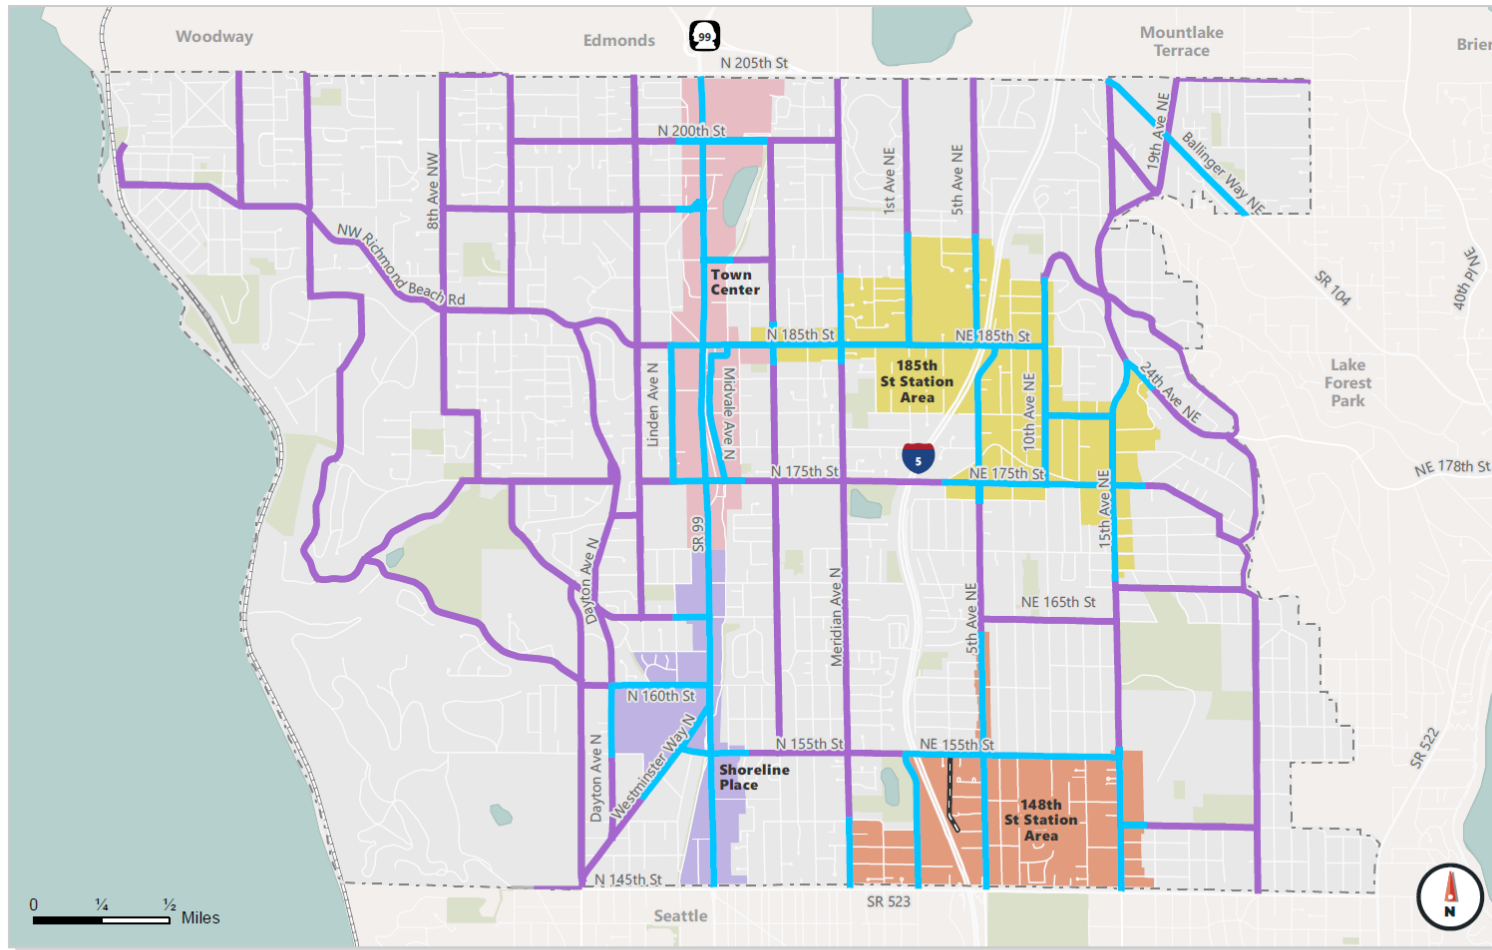 Woodway
Edmonds
99
Mountlake
Terrace
Brier
N 205th St
N 200th St
8th Ave NW
1st Ave NE
5th Ave NE
19th Ave NE
Ballinger Way NE
NW Richmond Beach Rd
Town
Center
SR 104
40th Pl NE
N 185th St
NE 185th St
185th
St Station
Area
Linden Ave N
Midvale Ave N
10th Ave NE
24th Ave NE
Lake
Forest
Park
5
N 175th St
NE 175th St
NE 178th St
SR 99
15th Ave NE
Dayton Ave N
Meridian Ave N
5th Ave NE
NE 165th St
N 160th St
Westminster Way N
Dayton Ave N
N 155th St
NE 155th St
SR 522
Shoreline
Place
148th
St Station
Area
N 145th St
0 ¼ ½
Miles
Seattle
SR 523
N